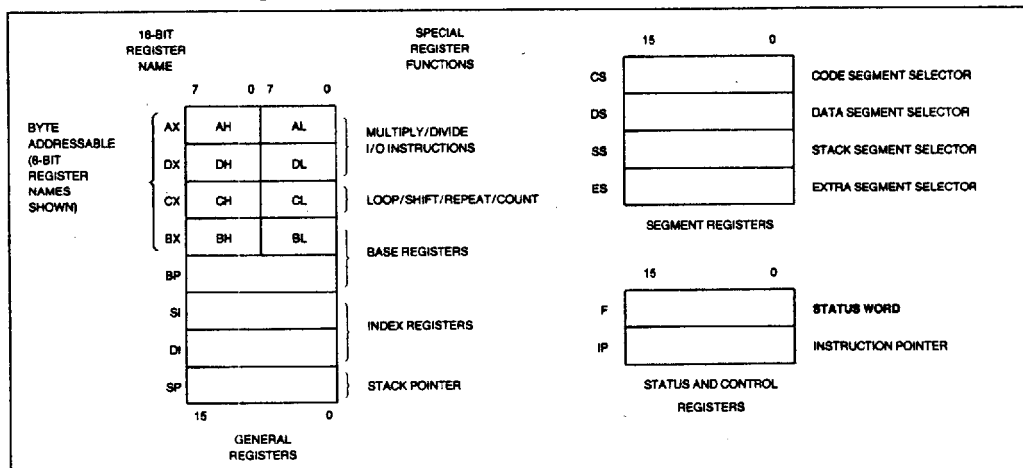 16-BIT
REGISTER
NAME
SPECIAL
REGISTER
FUNCTIONS
7 0 7 0
BYTE
ADDRESSABLE
(8-BIT
REGISTER
NAMES
SHOWN)
AX AH AL
DX DH DL
MULTIPLY/DIVIDE
I/O INSTRUCTIONS
CX CH CL LOOP/SHIFT/REPEAT/COUNT
BX BH BL
BP
BASE REGISTERS
SI
DI
INDEX REGISTERS
SP STACK POINTER
15 0
GENERAL
REGISTERS
15 0
CS CODE SEGMENT SELECTOR
DS DATA SEGMENT SELECTOR
SS STACK SEGMENT SELECTOR
ES EXTRA SEGMENT SELECTOR
SEGMENT REGISTERS
15 0
F STATUS WORD
IP INSTRUCTION POINTER
STATUS AND CONTROL
REGISTERS